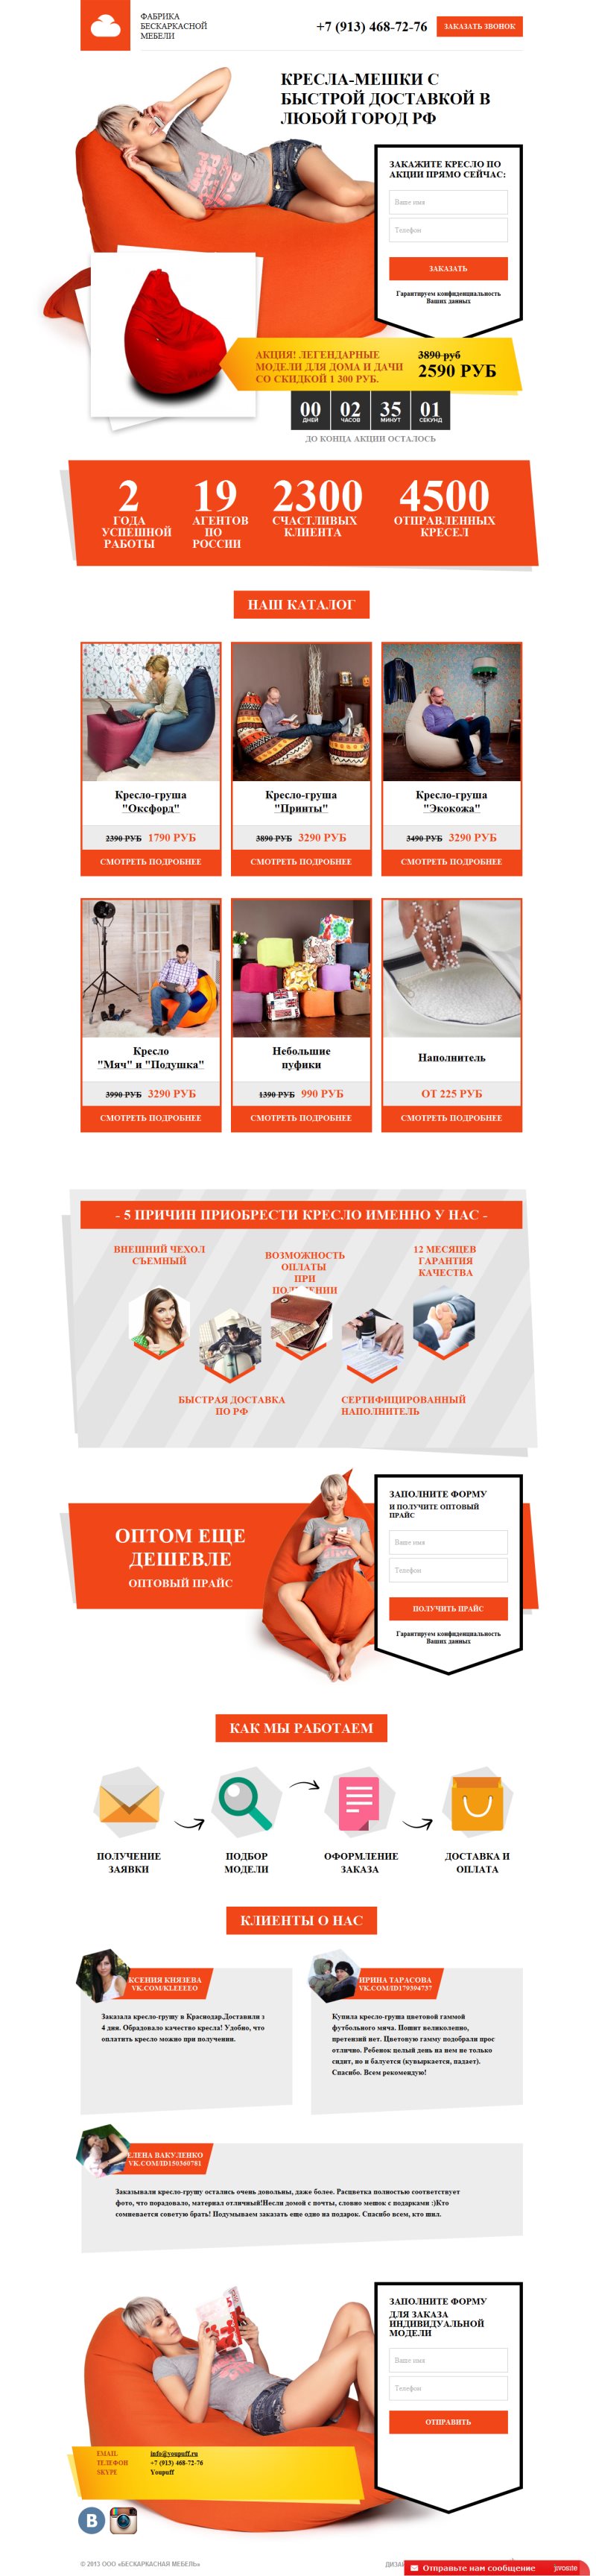 ФАБРИКА
БЕСКАРКАСНОЙ
МЕБЕЛИ
+7 (913) 468-72-76
ЗАКАЗАТЬ ЗВОНОК
КРЕСЛА-МЕШКИ С
БЫСТРОЙ ДОСТАВКОЙ В
ЛЮБОЙ ГОРОД РФ
ЗАКАЖИТЕ КРЕСЛО ПО
АКЦИИ ПРЯМО СЕЙЧАС:
Ваше имя
Телефон
ЗАКАЗАТЬ
Гарантируем конфиденциальность
Ваших данных
АКЦИЯ! ЛЕГЕНДАРНЫЕ
МОДЕЛИ ДЛЯ ДОМА И ДАЧИ
СО СКИДКОЙ 1 300 РУБ.
3890 руб
2590 РУБ
00 02 35 01
ДНЕЙ ЧАСОВ МИНУТ СЕКУНД
ДО КОНЦА АКЦИИ ОСТАЛОСЬ
2
ГОДА
УСПЕШНОЙ
РАБОТЫ
19
АГЕНТОВ
ПО
РОССИИ
2300
СЧАСТЛИВЫХ
КЛИЕНТА
4500
ОТПРАВЛЕННЫХ
КРЕСЕЛ
НАШ КАТАЛОГ
Кресло-груша
"Оксфорд"
2390 РУБ 1790 РУБ
СМОТРЕТЬ ПОДРОБНЕЕ
Кресло-груша
"Принты"
3890 РУБ 3290 РУБ
СМОТРЕТЬ ПОДРОБНЕЕ
Кресло-груша
"Экокожа"
3490 РУБ 3290 РУБ
СМОТРЕТЬ ПОДРОБНЕЕ
Кресло
"Мяч" и "Подушка"
3990 РУБ 3290 РУБ
СМОТРЕТЬ ПОДРОБНЕЕ
Небольшие
пуфики
1390 РУБ 990 РУБ
СМОТРЕТЬ ПОДРОБНЕЕ
Наполнитель
ОТ 225 РУБ
СМОТРЕТЬ ПОДРОБНЕЕ
- 5 ПРИЧИН ПРИОБРЕСТИ КРЕСЛО ИМЕННО У НАС -
ВНЕШНИЙ ЧЕХОЛ
СЪЕМНЫЙ
ВОЗМОЖНОСТЬ
ОПЛАТЫ
ПРИ
12 МЕСЯЦЕВ
ГАРАНТИЯ
КАЧЕСТВА
БЫСТРАЯ ДОСТАВКА
ПО РФ
СЕРТИФИЦИРОВАННЫЙ
НАПОЛНИТЕЛЬ
ОПТОМ ЕЩЕ
ДЕШЕВЛЕ
ОПТОВЫЙ ПРАЙС
ЗАПОЛНИТЕ ФОРМУ
И ПОЛУЧИТЕ ОПТОВЫЙ
ПРАЙС
Ваше имя
Телефон
ПОЛУЧИТЬ ПРАЙС
Гарантируем конфиденциальность
Ваших данных
КАК МЫ РАБОТАЕМ
ПОЛУЧЕНИЕ
ЗАЯВКИ
ПОДБОР
МОДЕЛИ
ОФОРМЛЕНИЕ
ЗАКАЗА
ДОСТАВКА И
ОПЛАТА
КЛИЕНТЫ О НАС
КСЕНИЯ КНЯЗЕВА
VK.COM/KLEEEEO
Заказала кресло-грушу в Краснодар.Доставили з
4 дня. Обрадовало качество кресла! Удобно, что
оплатить кресло можно при получении.
ИРИНА ТАРАСОВА
VK.COM/ID179394737
Купила кресло-груша цветовой гаммой
футбольного мяча. Пошит великолепно,
претензий нет. Цветовую гамму подобрали прос
отлично. Ребенок целый день на нем не только
сидит, но и балуется (кувыркается, падает).
Спасибо. Всем рекомендую!
ЕЛЕНА ВАКУЛЕНКО
VK.COM/ID150360781
Заказывали кресло-грушу остались очень довольны, даже более. Расцветка полностью соответствует
фото, что порадовало, материал отличный!Несли домой с почты, словно мешок с подарками :)Кто
сомневается советую брать! Подумываем заказать еще одно на подарок. Спасибо всем, кто шил.
ЗАПОЛНИТЕ ФОРМУ
ДЛЯ ЗАКАЗА
ИНДИВИДУАЛЬНОЙ
МОДЕЛИ
Ваше имя
Телефон
ОТПРАВИТЬ
EMAIL info@youpuff.ru
ТЕЛЕФОН +7 (913) 468-72-76
SKYPE Youpuff
© 2013 ООО «БЕСКАРКАСНАЯ МЕБЕЛЬ»
Отправьте нам сообщение jivosite